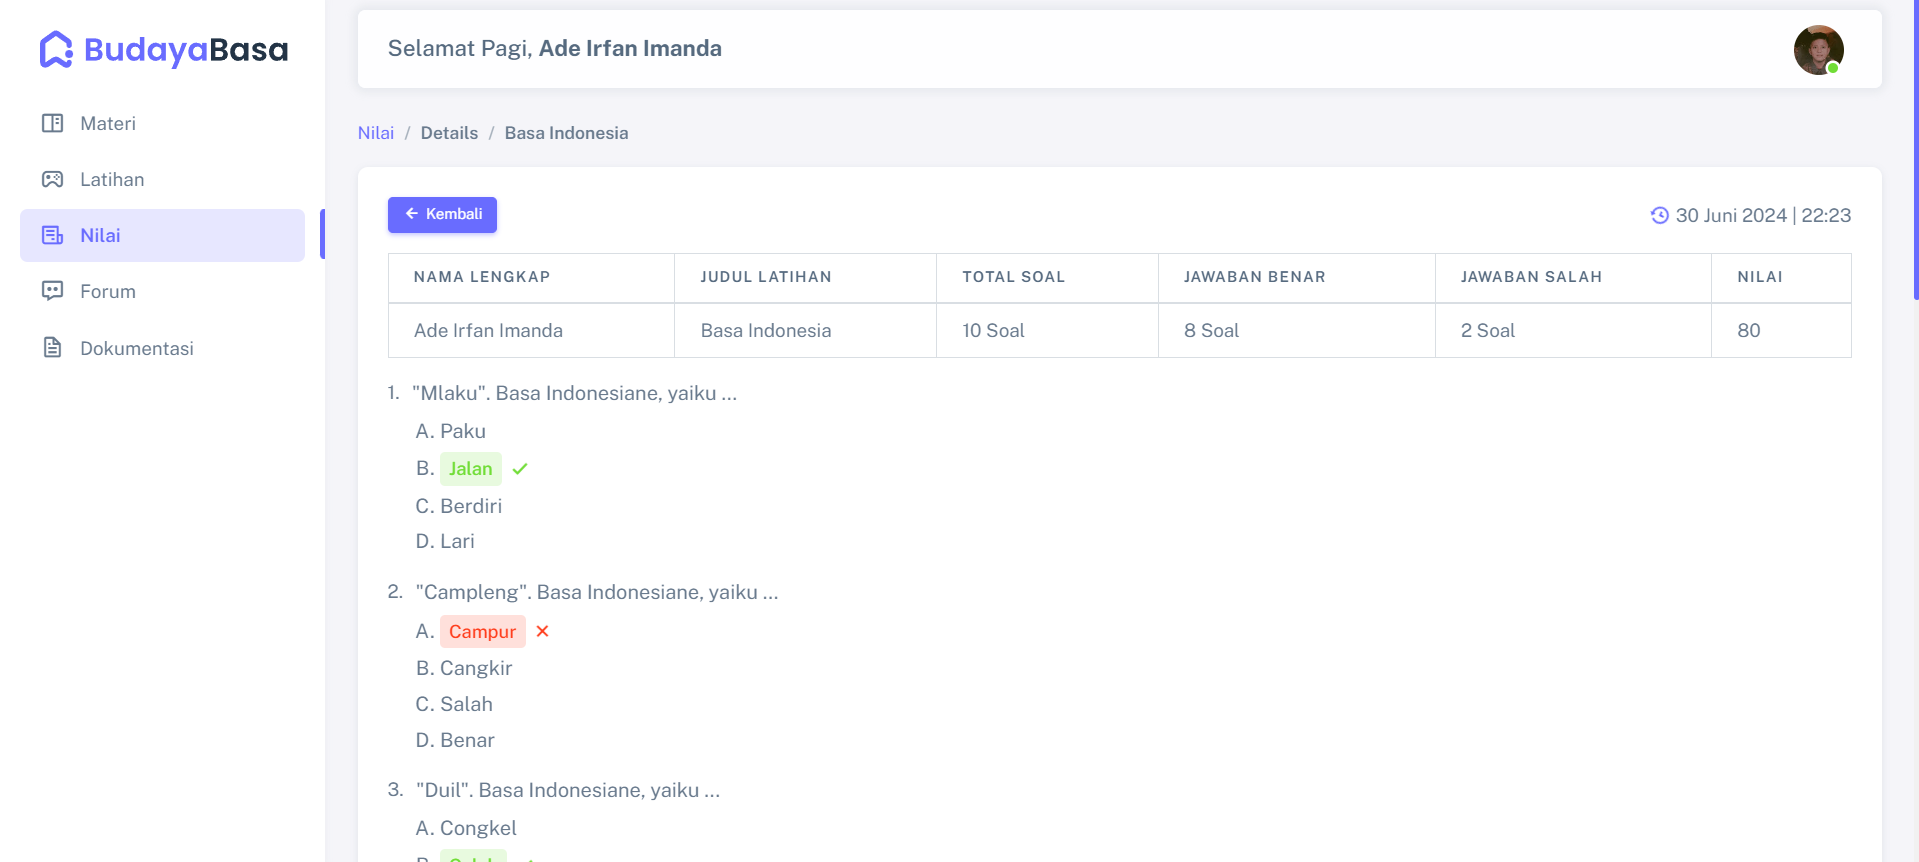 BudayaBasa
Materi
Latihan
Nilai
Forum
Dokumentasi
Selamat Pagi, Ade Irfan Imanda
Nilai / Details / Basa Indonesia
Kembali
30 Juni 2024 | 22:23
NAMA LENGKAP JUDUL LATIHAN TOTAL SOAL JAWABAN BENAR JAWABAN SALAH NILAI
Ade Irfan Imanda Basa Indonesia 10 Soal 8 Soal 2 Soal 80
1. "Mlaku". Basa Indonesiane, yaiku ...
A. Paku
B. Jalan
C. Berdiri
D. Lari
2. "Campleng". Basa Indonesiane, yaiku ...
A. Campur
B. Cangkir
C. Salah
D. Benar
3. "Duil". Basa Indonesiane, yaiku ...
A. Congkel